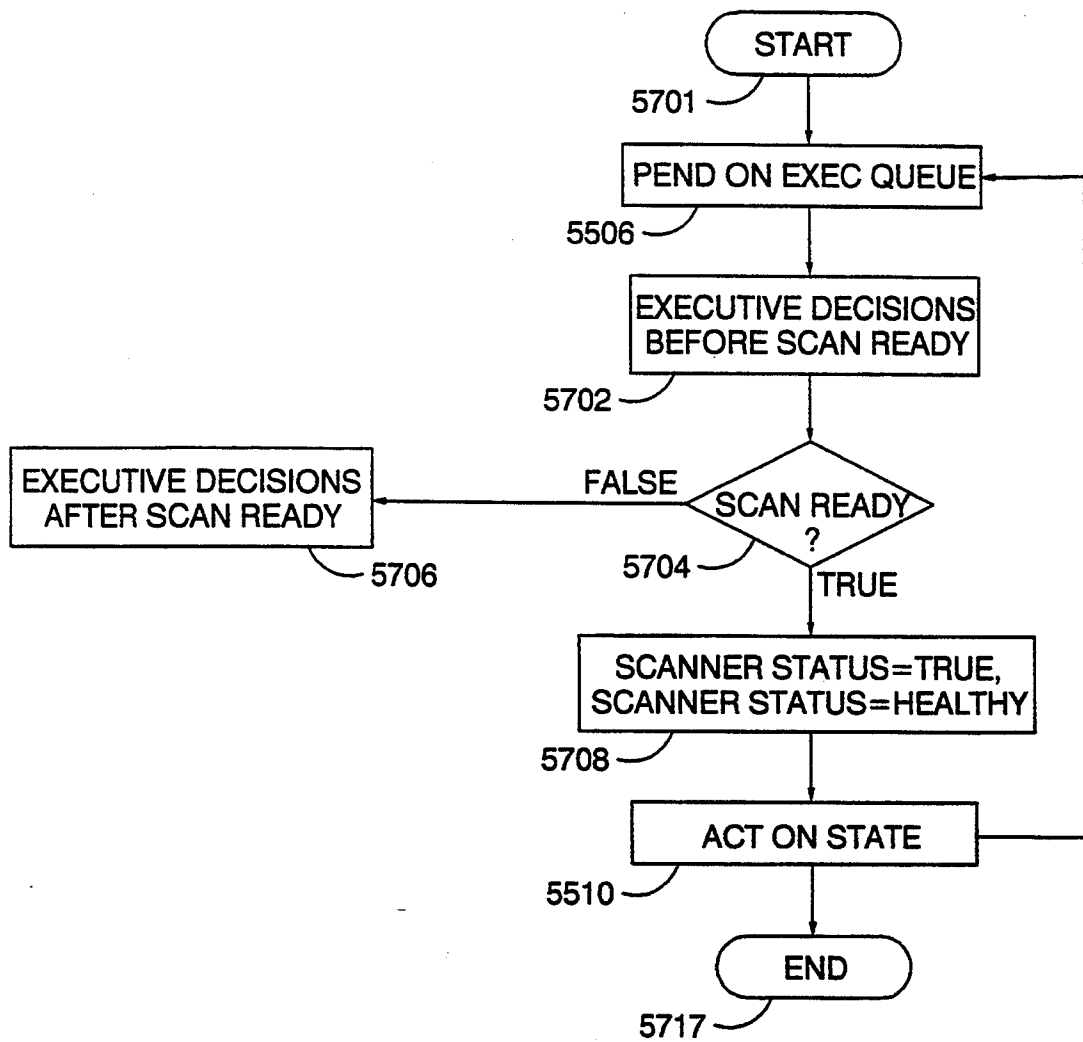 START
5701
PEND ON EXEC QUEUE
5506
EXECUTIVE DECISIONS
BEFORE SCAN READY
5702
EXECUTIVE DECISIONS
AFTER SCAN READY
5706
FALSE
SCAN READY
?
5704
TRUE
SCANNER STATUS=TRUE,
SCANNER STATUS=HEALTHY
5708
ACT ON STATE
5510
END
5717